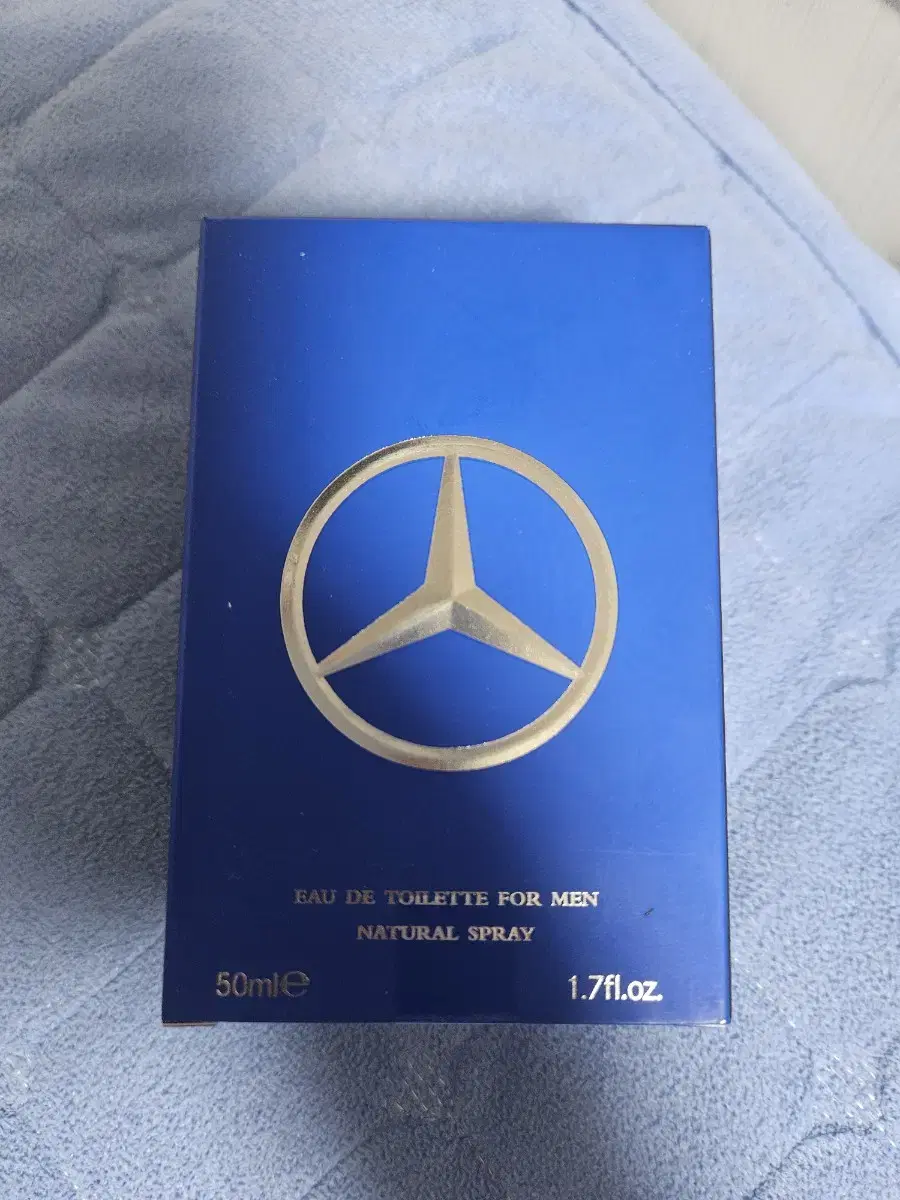 EAU DE TOILETTE FOR MEN
NATURAL SPRAY
50ml℮
1.7fl.oz.